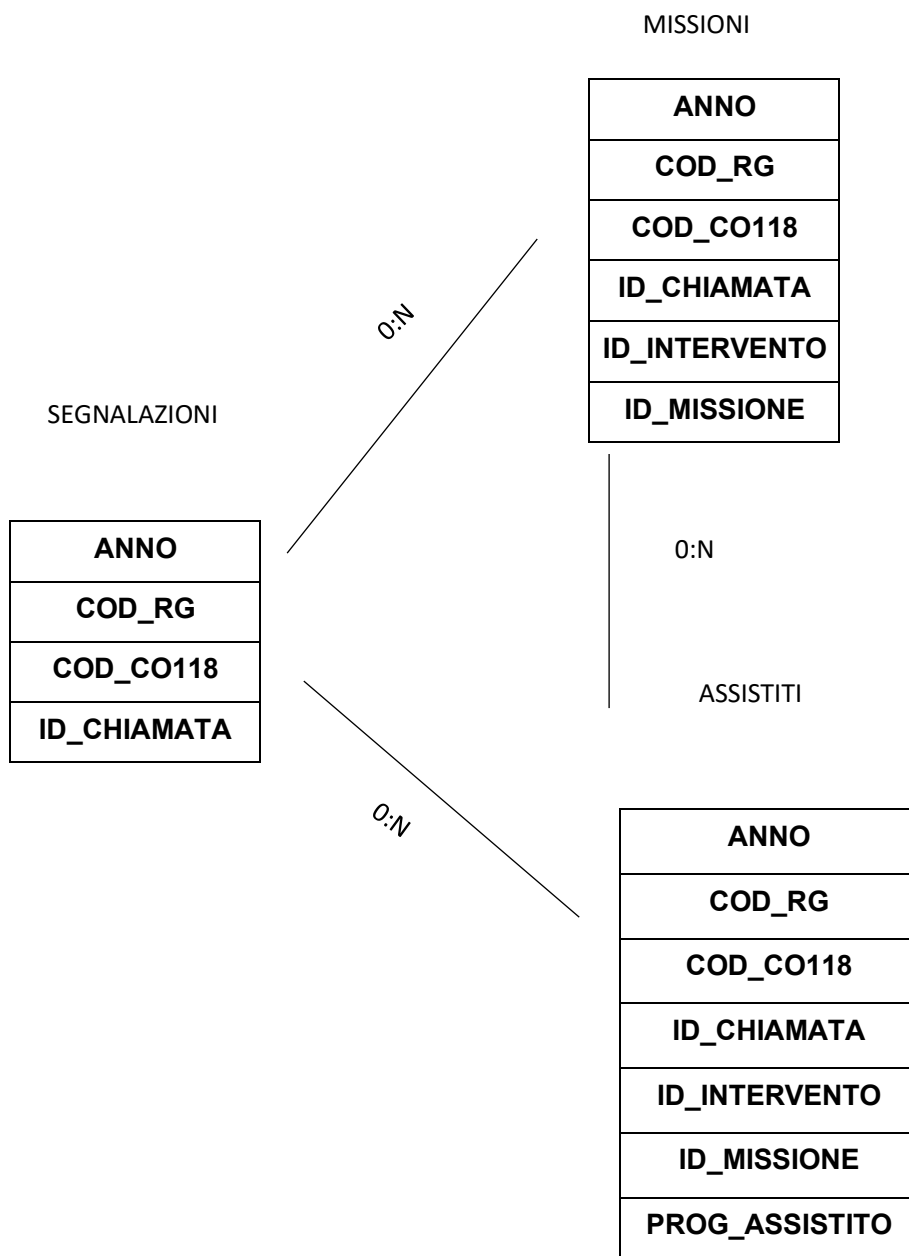 MISSIONI
ANNO
COD_RG
COD_CO118
ID_CHIAMATA
ID_INTERVENTO
ID_MISSIONE
0:N
SEGNALAZIONI
ANNO
COD_RG
COD_CO118
ID_CHIAMATA
0:N
0:N
ASSISTITI
ANNO
COD_RG
COD_CO118
ID_CHIAMATA
ID_INTERVENTO
ID_MISSIONE
PROG_ASSISTITO